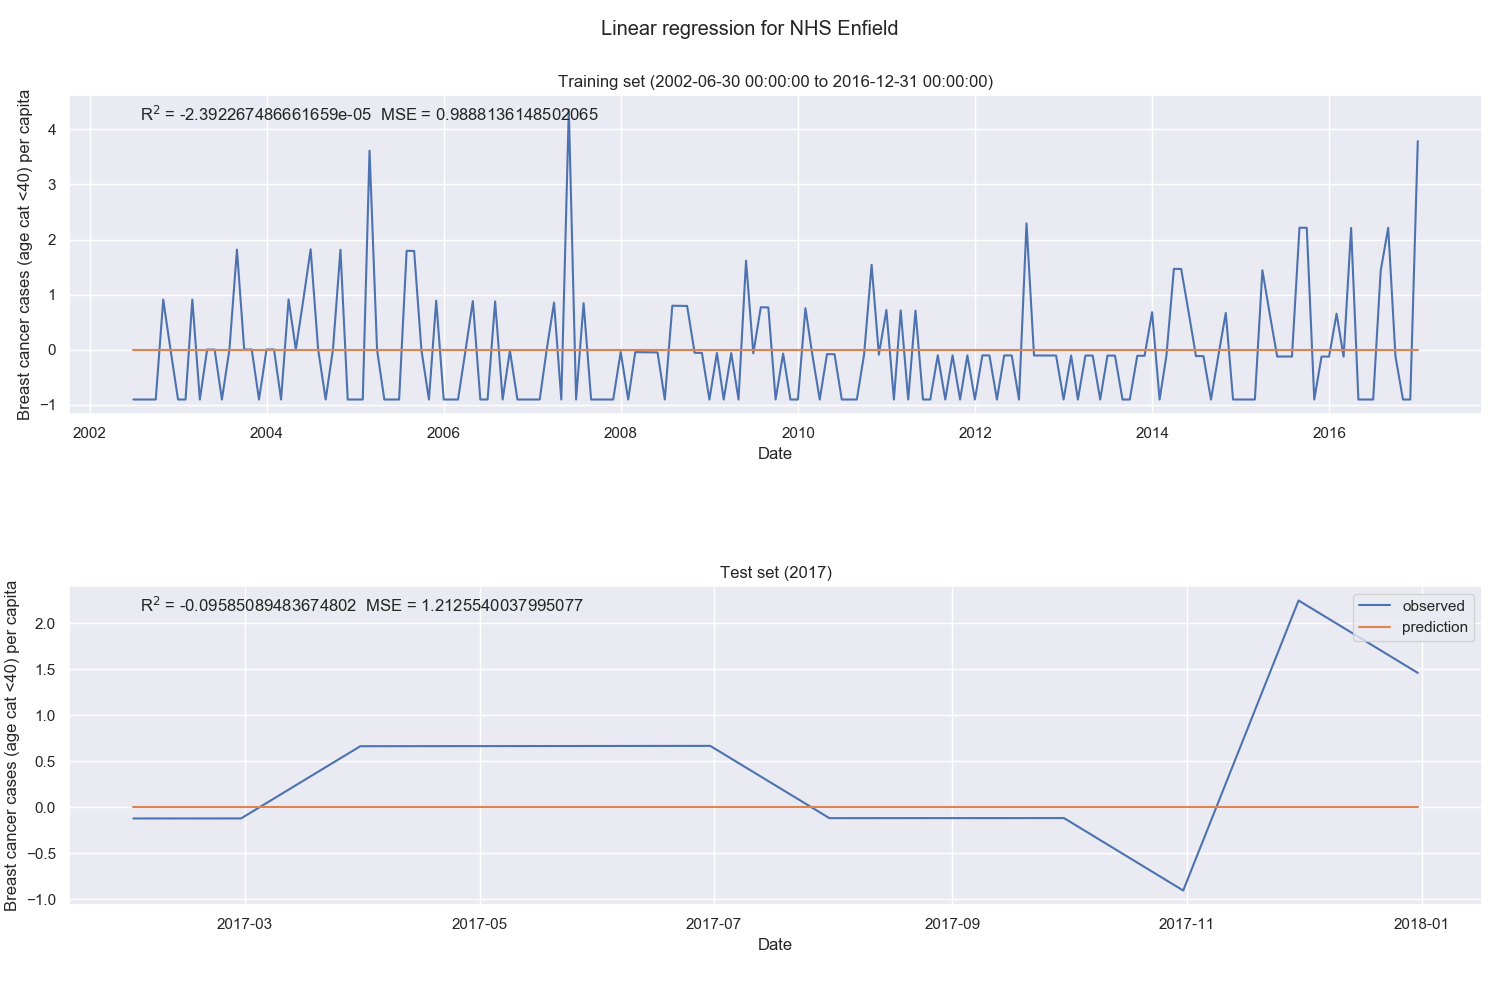 Linear regression for NHS Enfield
Training set (2002-06-30 00:00:00 to 2016-12-31 00:00:00)
R² = -2.392267486661659e-05 MSE = 0.9888136148502065
Breast cancer cases (age cat <40) per capita
4
3
2
1
0
−1
2002 2004 2006 2008 2010 2012 2014 2016
Date
Test set (2017)
R² = -0.09585089483674802 MSE = 1.2125540037995077
observed
prediction
Breast cancer cases (age cat <40) per capita
2.0
1.5
1.0
0.5
0.0
−0.5
−1.0
2017-03 2017-05 2017-07 2017-09 2017-11 2018-01
Date